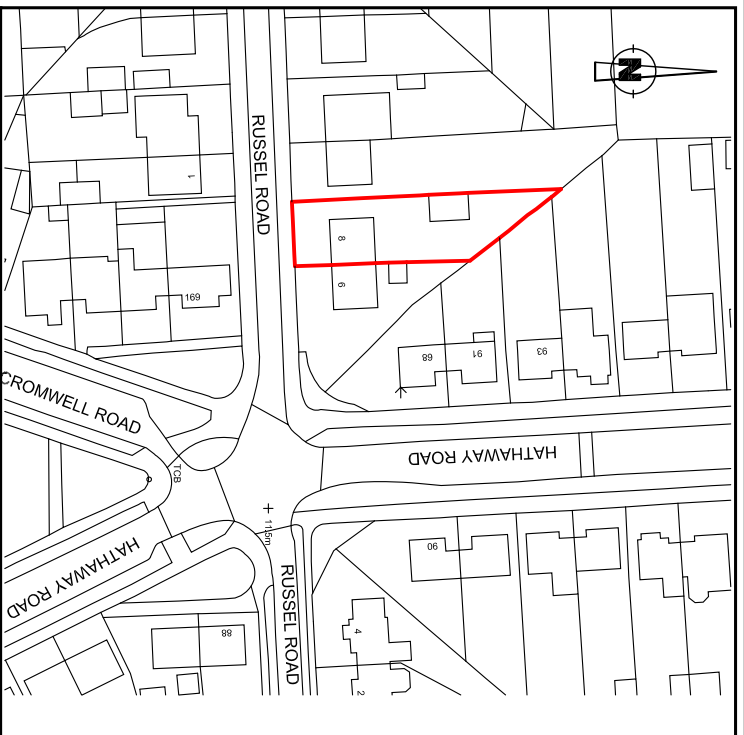 N
RUSSEL ROAD
1
8
6
169
89
91
93
CROMWELL ROAD
HATHAWAY ROAD
TCB
11.5m
HATHAWAY ROAD
RUSSEL ROAD
90
88
4
2